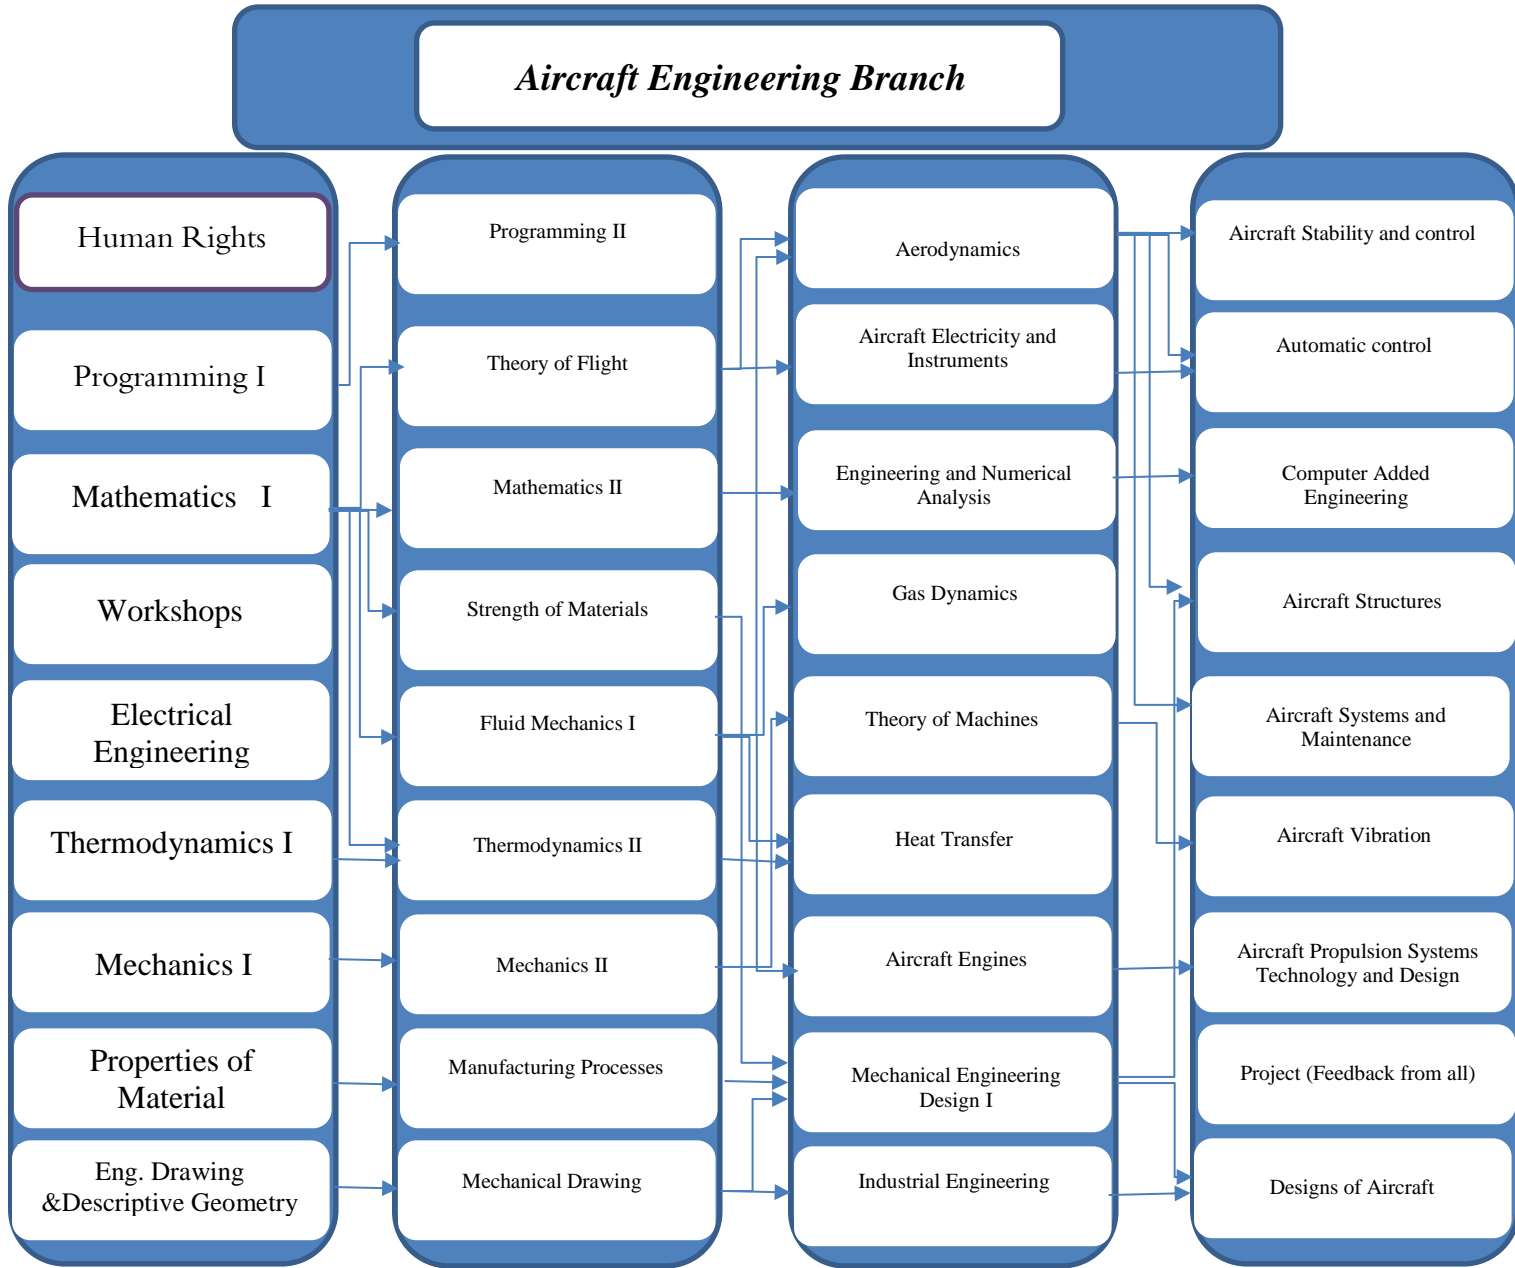 Aircraft Engineering Branch
Human Rights
Programming I
Mathematics I
Workshops
Electrical
Engineering
Thermodynamics I
Mechanics I
Properties of
Material
Eng. Drawing
&Descriptive Geometry
Programming II
Theory of Flight
Mathematics II
Strength of Materials
Fluid Mechanics I
Thermodynamics II
Mechanics II
Manufacturing Processes
Mechanical Drawing
Aerodynamics
Aircraft Electricity and
Instruments
Engineering and Numerical
Analysis
Gas Dynamics
Theory of Machines
Heat Transfer
Aircraft Engines
Mechanical Engineering
Design I
Industrial Engineering
Aircraft Stability and control
Automatic control
Computer Added
Engineering
Aircraft Structures
Aircraft Systems and
Maintenance
Aircraft Vibration
Aircraft Propulsion Systems
Technology and Design
Project (Feedback from all)
Designs of Aircraft